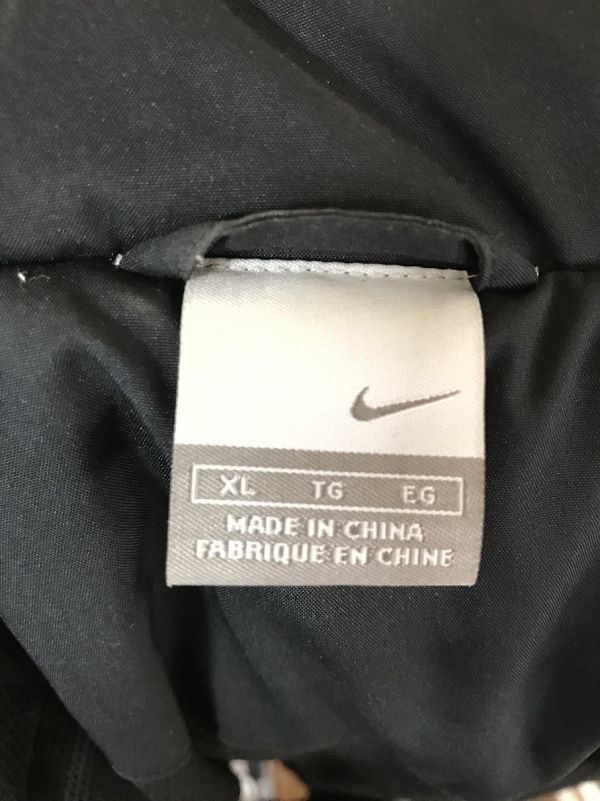 XL TG EG
MADE IN CHINA
FABRIQUE EN CHINE